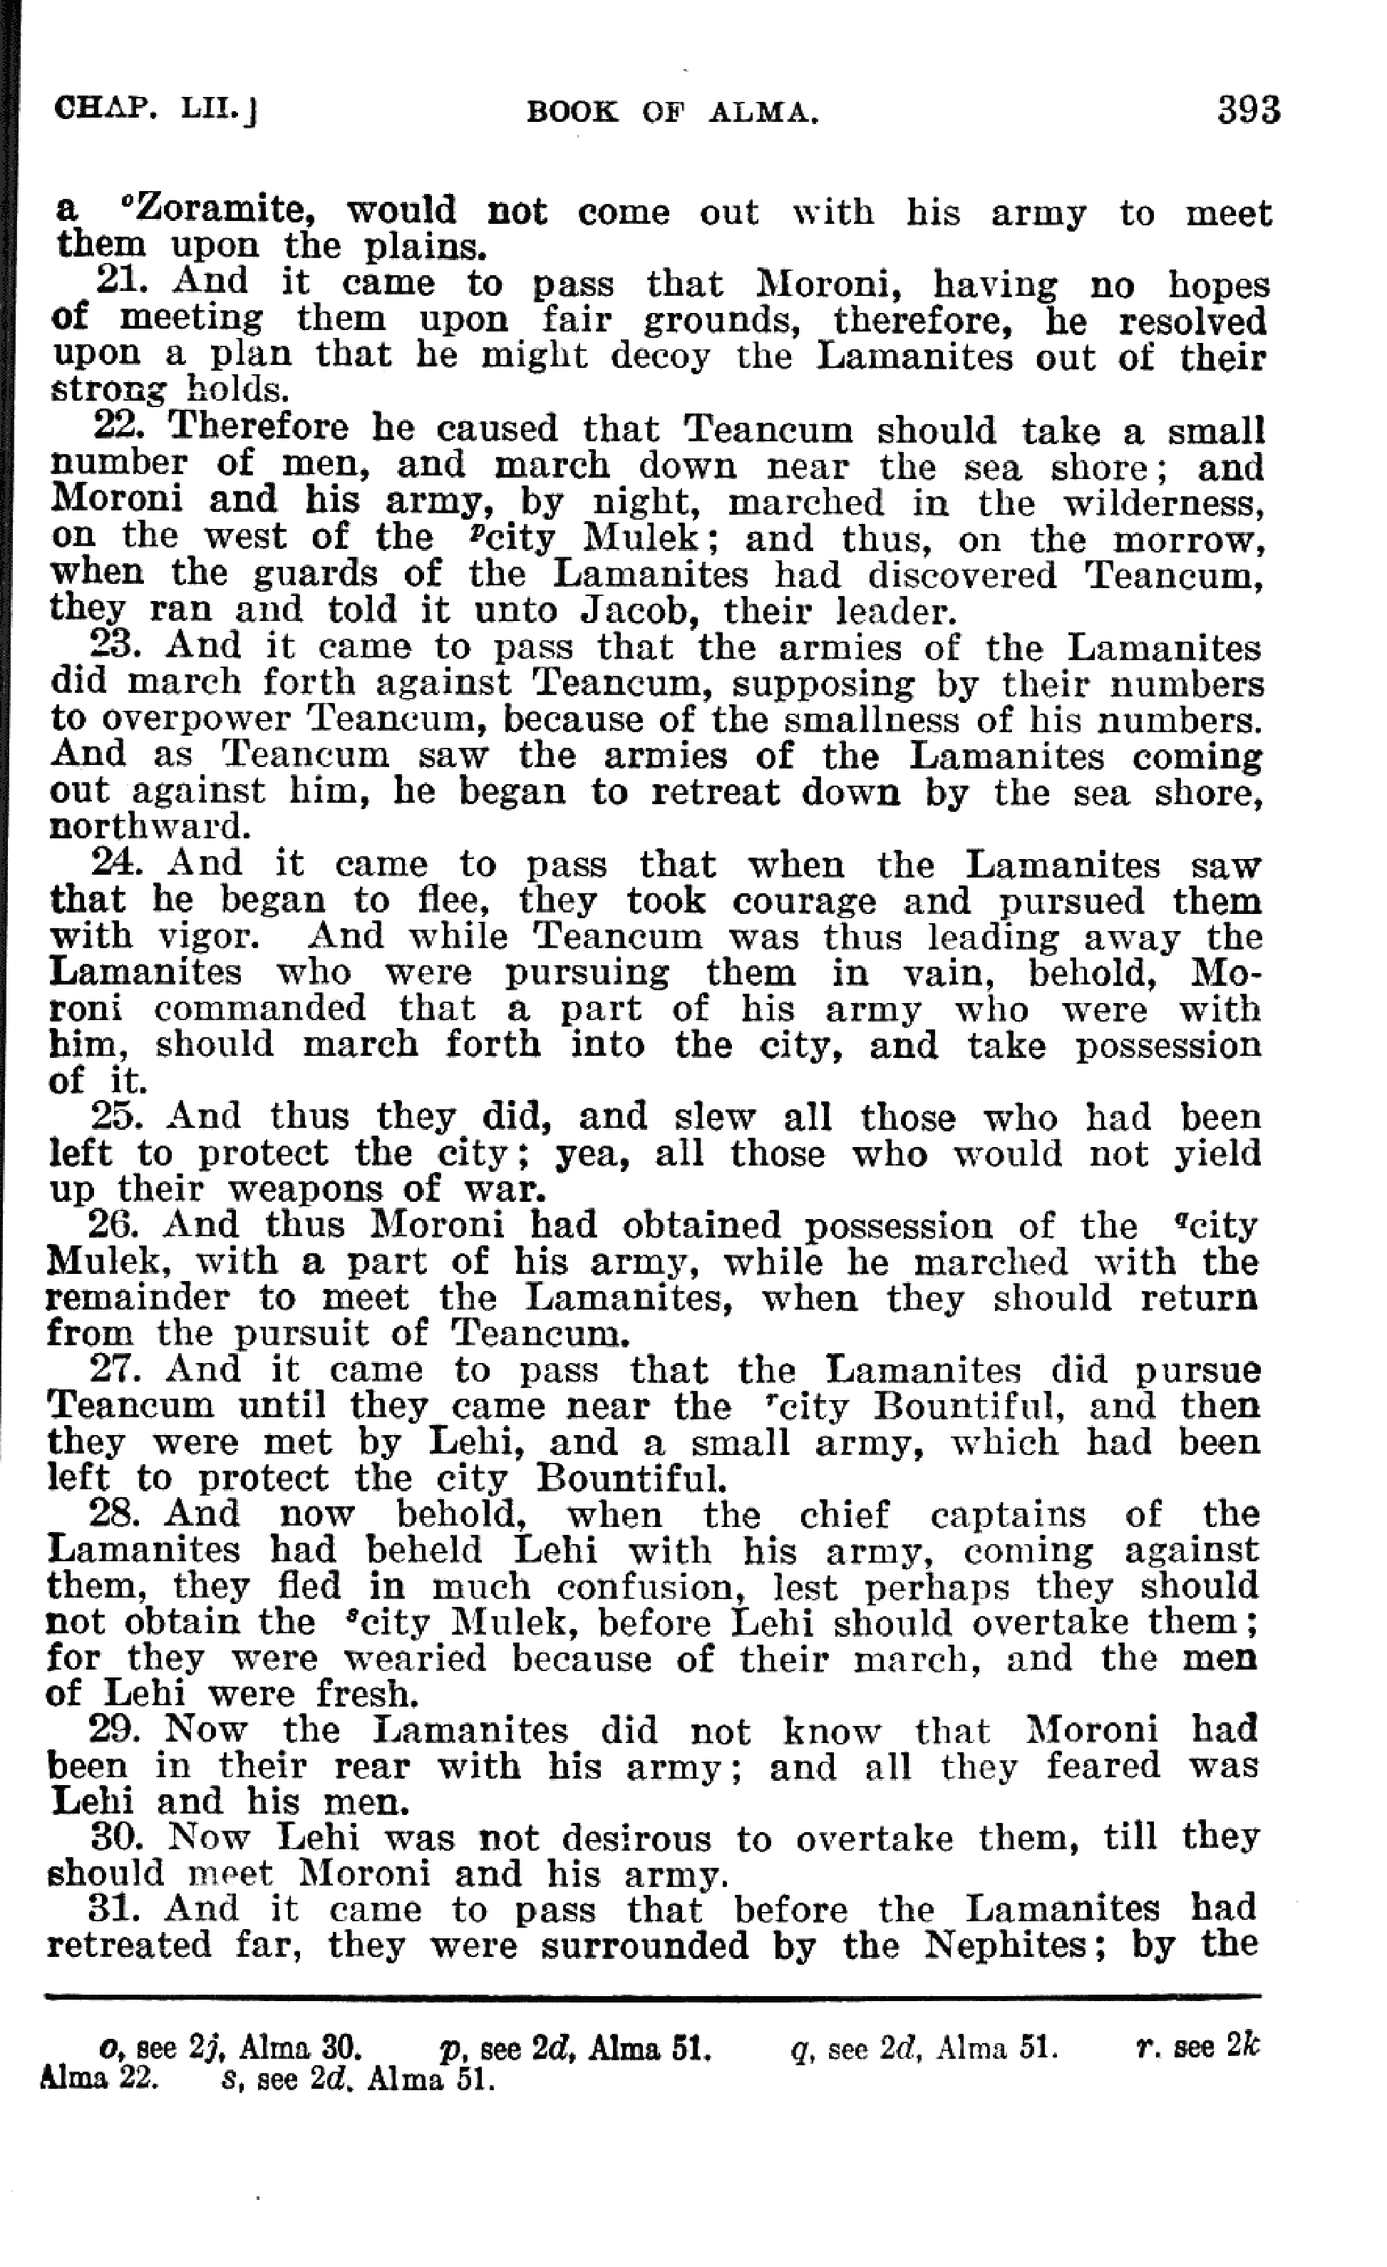 CHAP. LII.]
BOOK OF ALMA.
393
a ᵒZoramite, would not come out with his army to meet
them upon the plains.
21. And it came to pass that Moroni, having no hopes
of meeting them upon fair grounds, therefore, he resolved
upon a plan that he might decoy the Lamanites out of their
strong holds.
22. Therefore he caused that Teancum should take a small
number of men, and march down near the sea shore; and
Moroni and his army, by night, marched in the wilderness,
on the west of the ᵖcity Mulek; and thus, on the morrow,
when the guards of the Lamanites had discovered Teancum,
they ran and told it unto Jacob, their leader.
23. And it came to pass that the armies of the Lamanites
did march forth against Teancum, supposing by their numbers
to overpower Teancum, because of the smallness of his numbers.
And as Teancum saw the armies of the Lamanites coming
out against him, he began to retreat down by the sea shore,
northward.
24. And it came to pass that when the Lamanites saw
that he began to flee, they took courage and pursued them
with vigor. And while Teancum was thus leading away the
Lamanites who were pursuing them in vain, behold, Mo-
roni commanded that a part of his army who were with
him, should march forth into the city, and take possession
of it.
25. And thus they did, and slew all those who had been
left to protect the city; yea, all those who would not yield
up their weapons of war.
26. And thus Moroni had obtained possession of the qcity
Mulek, with a part of his army, while he marched with the
remainder to meet the Lamanites, when they should return
from the pursuit of Teancum.
27. And it came to pass that the Lamanites did pursue
Teancum until they came near the ʳcity Bountiful, and then
they were met by Lehi, and a small army, which had been
left to protect the city Bountiful.
28. And now behold, when the chief captains of the
Lamanites had beheld Lehi with his army, coming against
them, they fled in much confusion, lest perhaps they should
not obtain the ˢcity Mulek, before Lehi should overtake them;
for they were wearied because of their march, and the men
of Lehi were fresh.
29. Now the Lamanites did not know that Moroni had
been in their rear with his army; and all they feared was
Lehi and his men.
30. Now Lehi was not desirous to overtake them, till they
should meet Moroni and his army.
31. And it came to pass that before the Lamanites had
retreated far, they were surrounded by the Nephites; by the
o, see 2j, Alma 30. p, see 2d, Alma 51. q, see 2d, Alma 51. r. see 2k
Alma 22. s, see 2d. Alma 51.